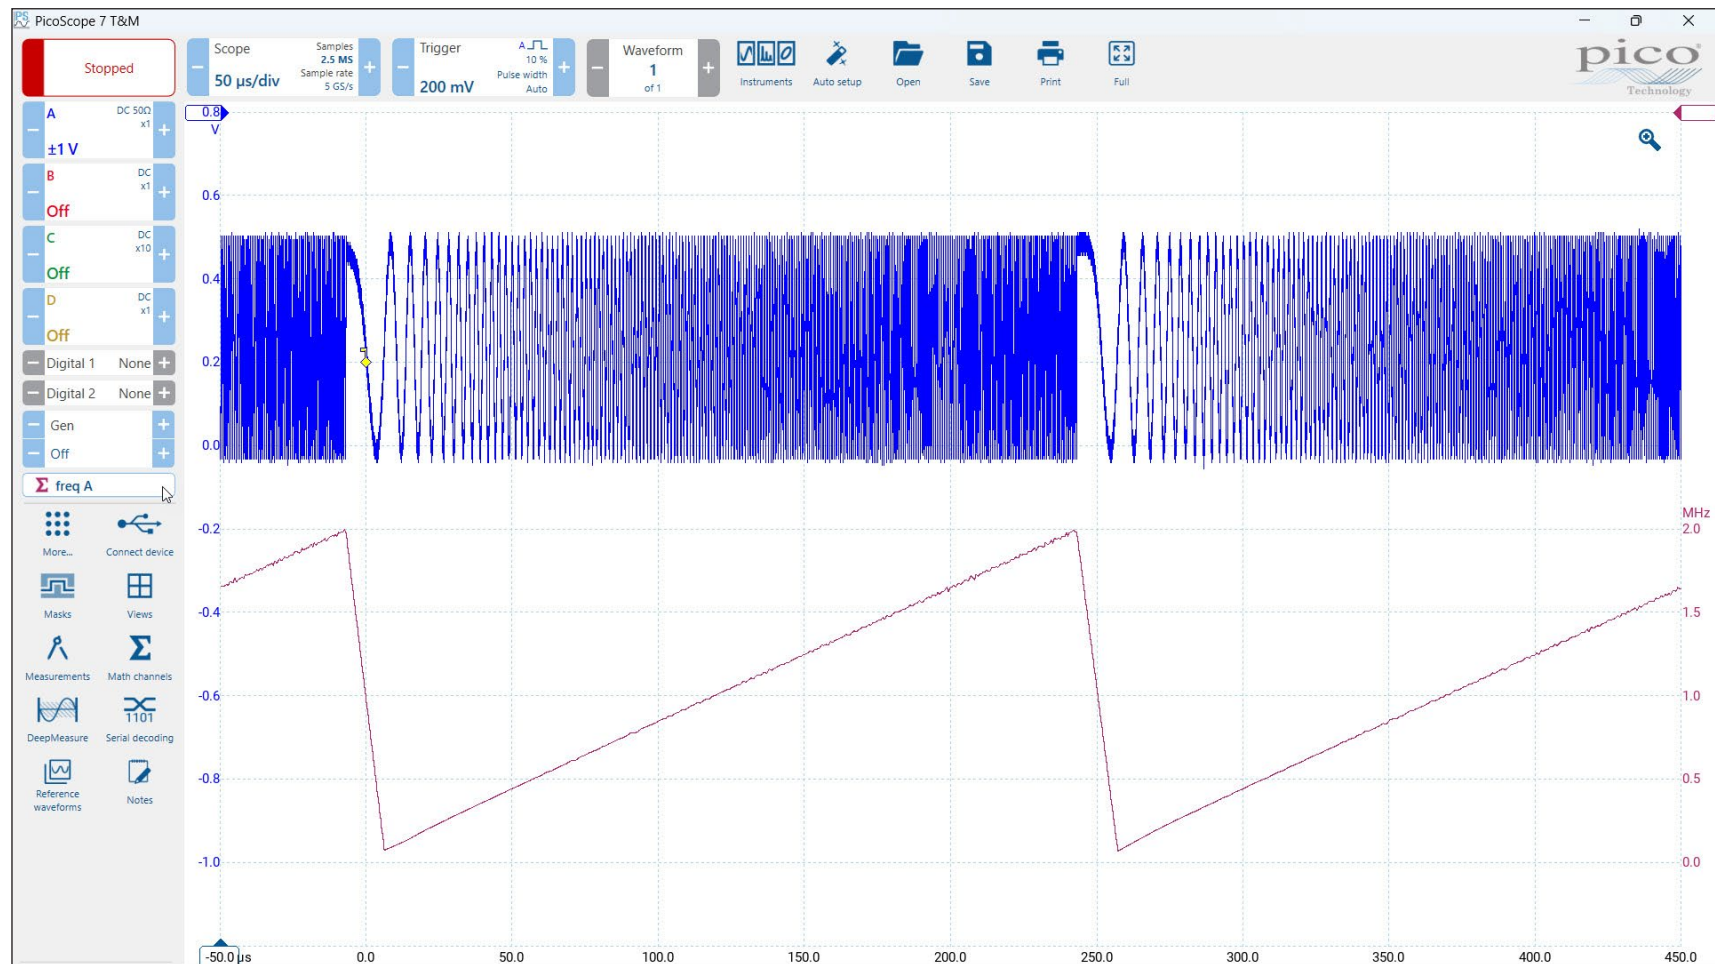 PicoScope 7 T&M
Stopped
Scope
50 µs/div
Samples
2.5 MS
Sample rate
5 GS/s
Trigger
200 mV
A
10 %
Pulse width
Auto
Waveform
1
of 1
Instruments
Auto setup
Open
Save
Print
Full
pico
Technology
A
DC 50Ω
x1
±1 V
B
DC
x1
Off
C
DC
x10
Off
D
DC
x1
Off
Digital 1 None
Digital 2 None
Gen
Off
Σ freq A
More...
Connect device
Masks
Views
Measurements
Math channels
DeepMeasure
1101
Serial decoding
Reference
waveforms
Notes
0.8
V
0.6
0.4
0.2
0.0
-0.2
-0.4
-0.6
-0.8
-1.0
MHz
2.0
1.5
1.0
0.5
0.0
-50.0 µs 0.0 50.0 100.0 150.0 200.0 250.0 300.0 350.0 400.0 450.0